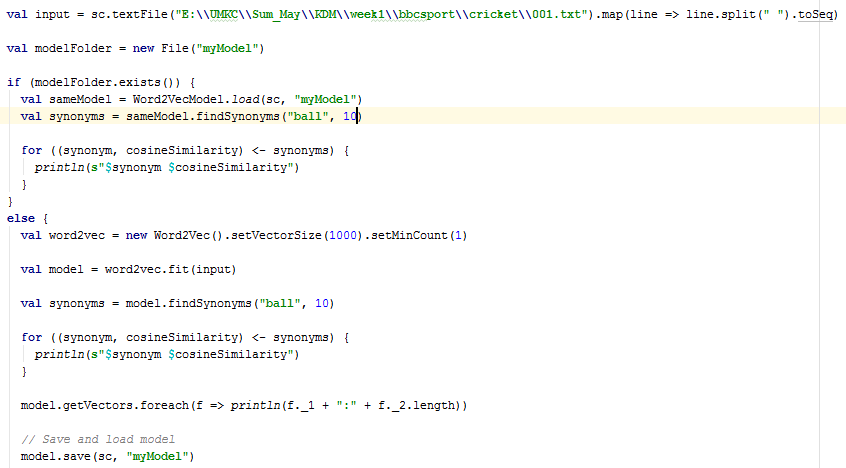 val input = sc.textFile("E:\\UMKC\\Sum_May\\KDM\\week1\\bbcsport\\cricket\\001.txt").map(line => line.split(" ").toSeq)
val modelFolder = new File("myModel")
if (modelFolder.exists()) {
val sameModel = Word2VecModel.load(sc, "myModel")
val synonyms = sameModel.findSynonyms("ball", 10)
for ((synonym, cosineSimilarity) <- synonyms) {
println(s"$synonym $cosineSimilarity")
}
}
else {
val word2vec = new Word2Vec().setVectorSize(1000).setMinCount(1)
val model = word2vec.fit(input)
val synonyms = model.findSynonyms("ball", 10)
for ((synonym, cosineSimilarity) <- synonyms) {
println(s"$synonym $cosineSimilarity")
}
model.getVectors.foreach(f => println(f._1 + ":" + f._2.length))
// Save and load model
model.save(sc, "myModel")